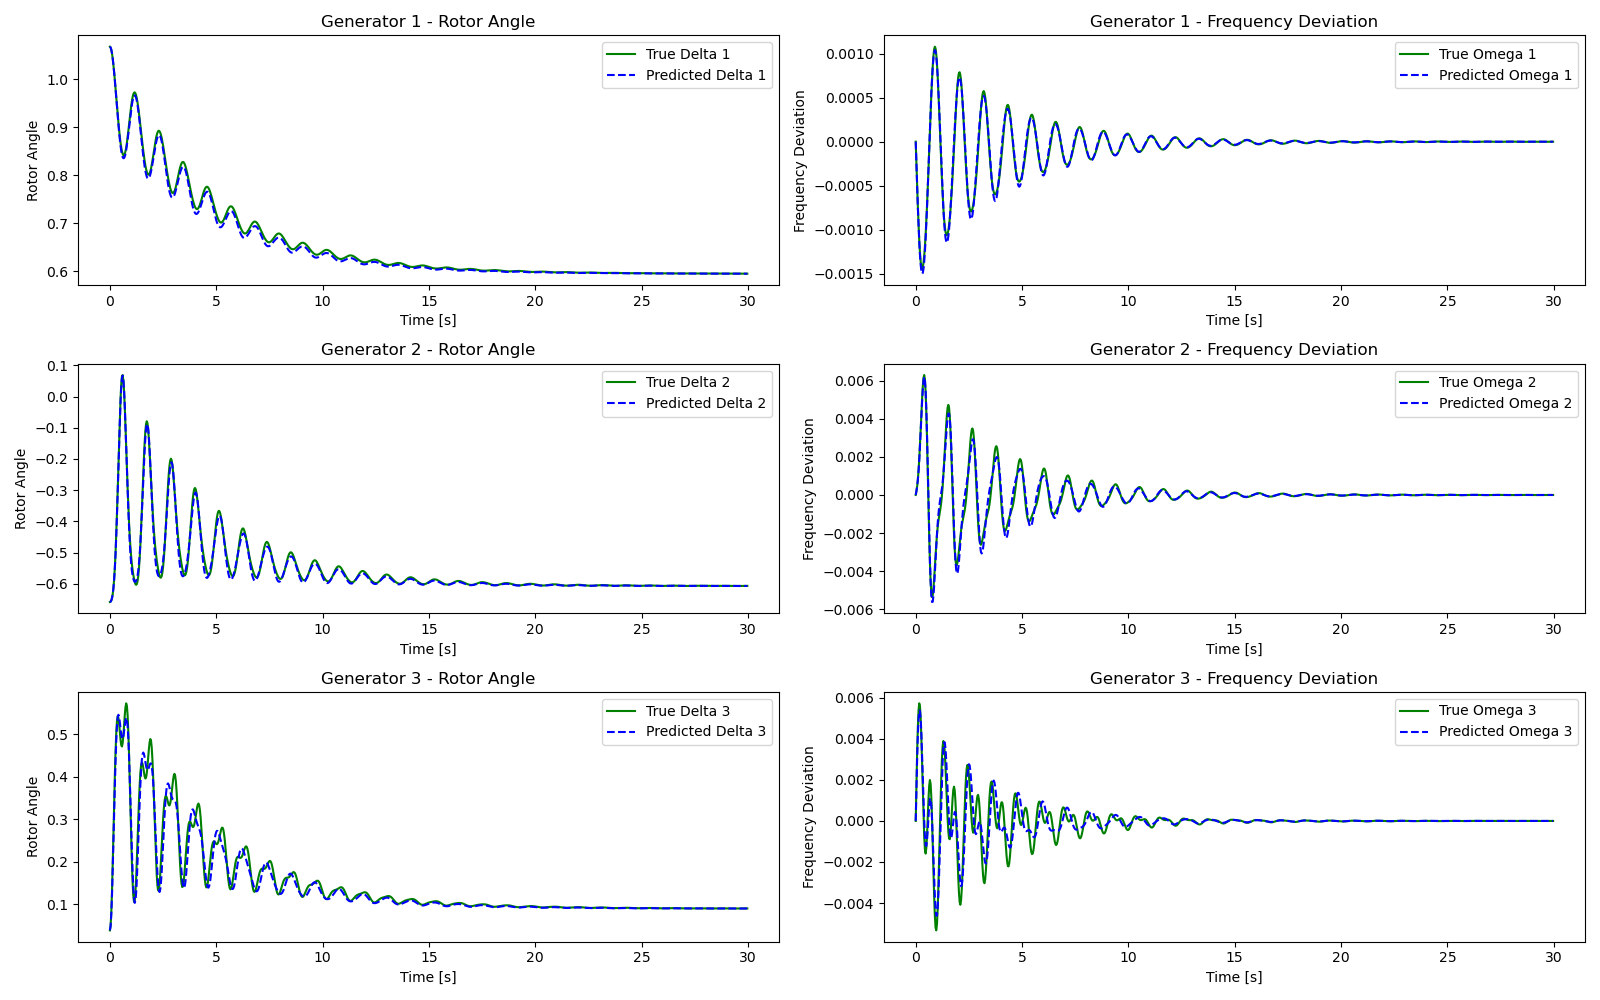 Generator 1 - Rotor Angle
True Delta 1
Predicted Delta 1
Rotor Angle
1.0
0.9
0.8
0.7
0.6
0 5 10 15 20 25 30
Time [s]
Generator 1 - Frequency Deviation
True Omega 1
Predicted Omega 1
Frequency Deviation
0.0010
0.0005
0.0000
−0.0005
−0.0010
−0.0015
0 5 10 15 20 25 30
Time [s]
Generator 2 - Rotor Angle
True Delta 2
Predicted Delta 2
Rotor Angle
0.1
0.0
−0.1
−0.2
−0.3
−0.4
−0.5
−0.6
0 5 10 15 20 25 30
Time [s]
Generator 2 - Frequency Deviation
True Omega 2
Predicted Omega 2
Frequency Deviation
0.006
0.004
0.002
0.000
−0.002
−0.004
−0.006
0 5 10 15 20 25 30
Time [s]
Generator 3 - Rotor Angle
True Delta 3
Predicted Delta 3
Rotor Angle
0.5
0.4
0.3
0.2
0.1
0 5 10 15 20 25 30
Time [s]
Generator 3 - Frequency Deviation
True Omega 3
Predicted Omega 3
Frequency Deviation
0.006
0.004
0.002
0.000
−0.002
−0.004
0 5 10 15 20 25 30
Time [s]